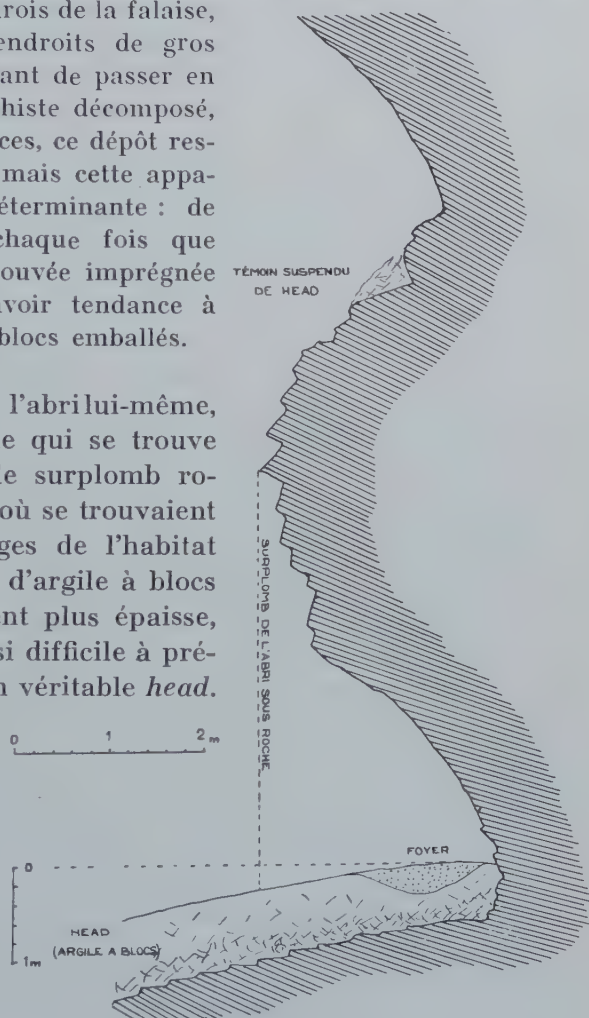 rois de la falaise,
endroits de gros
ant de passer en
histe décomposé,
ces, ce dépôt res-
mais cette appa-
éterminante : de
chaque fois que
ouvée imprégnée
voir tendance à
blocs emballés.
l'abri lui-même,
e qui se trouve
le surplomb ro-
où se trouvaient
ges de l'habitat
d'argile à blocs
ent plus épaisse,
si difficile à pré-
n véritable head.
TÉMOIN SUSPENDU
DE HEAD
SURPLOMB DE L'ABRI SOUS ROCHE
0 1 2 m
FOYER
0
HEAD
(ARGILE A BLOCS)
1m